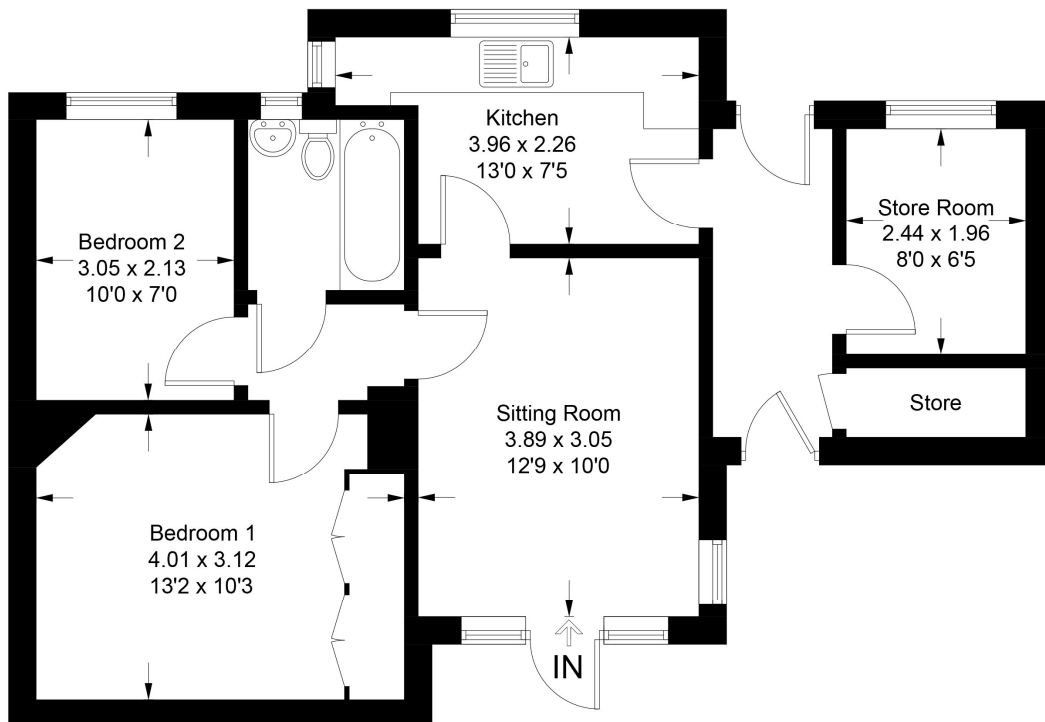 Kitchen
3.96 x 2.26
13'0 x 7'5
Bedroom 2
3.05 x 2.13
10'0 x 7'0
Store Room
2.44 x 1.96
8'0 x 6'5
Sitting Room
3.89 x 3.05
12'9 x 10'0
Store
Bedroom 1
4.01 x 3.12
13'2 x 10'3
IN